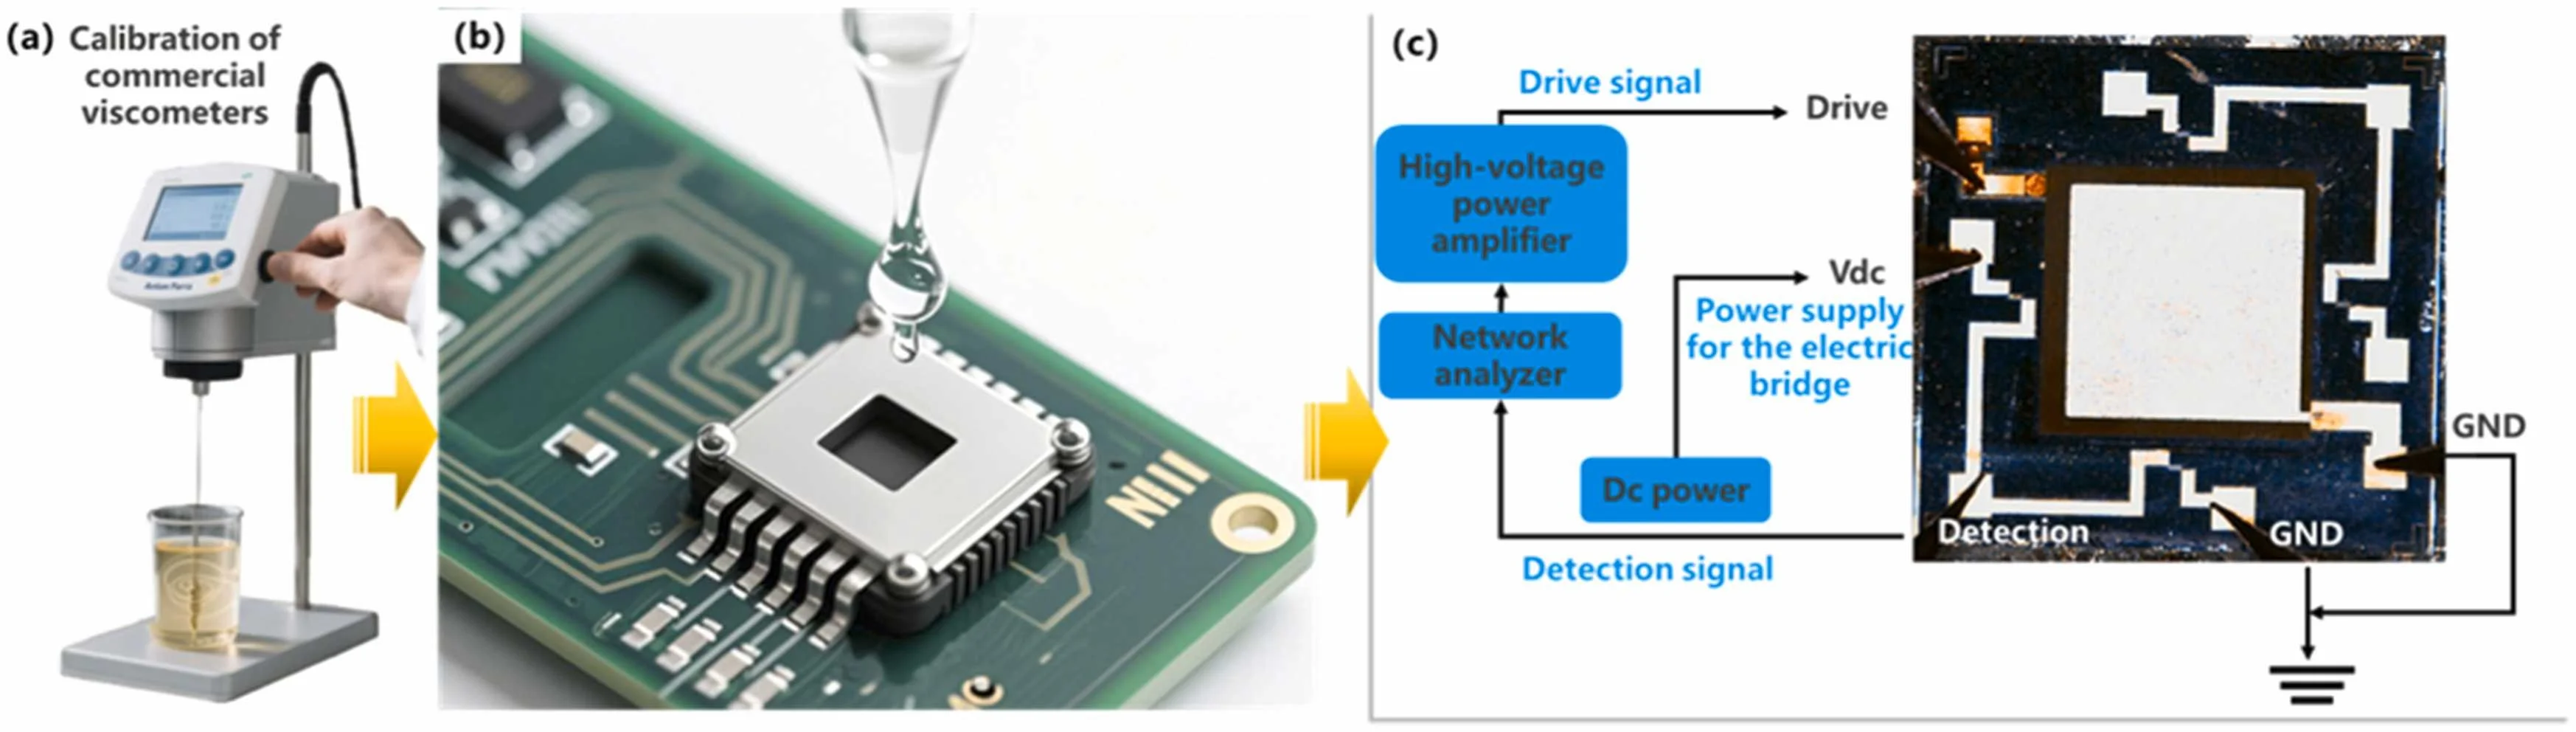 (a)
Calibration of
commercial
viscometers
(b)
(c)
Drive signal
Drive
High-voltage
power
amplifier
Vdc
Power supply
for the electric
bridge
Network
analyzer
Dc power
GND
Detection
GND
Detection signal